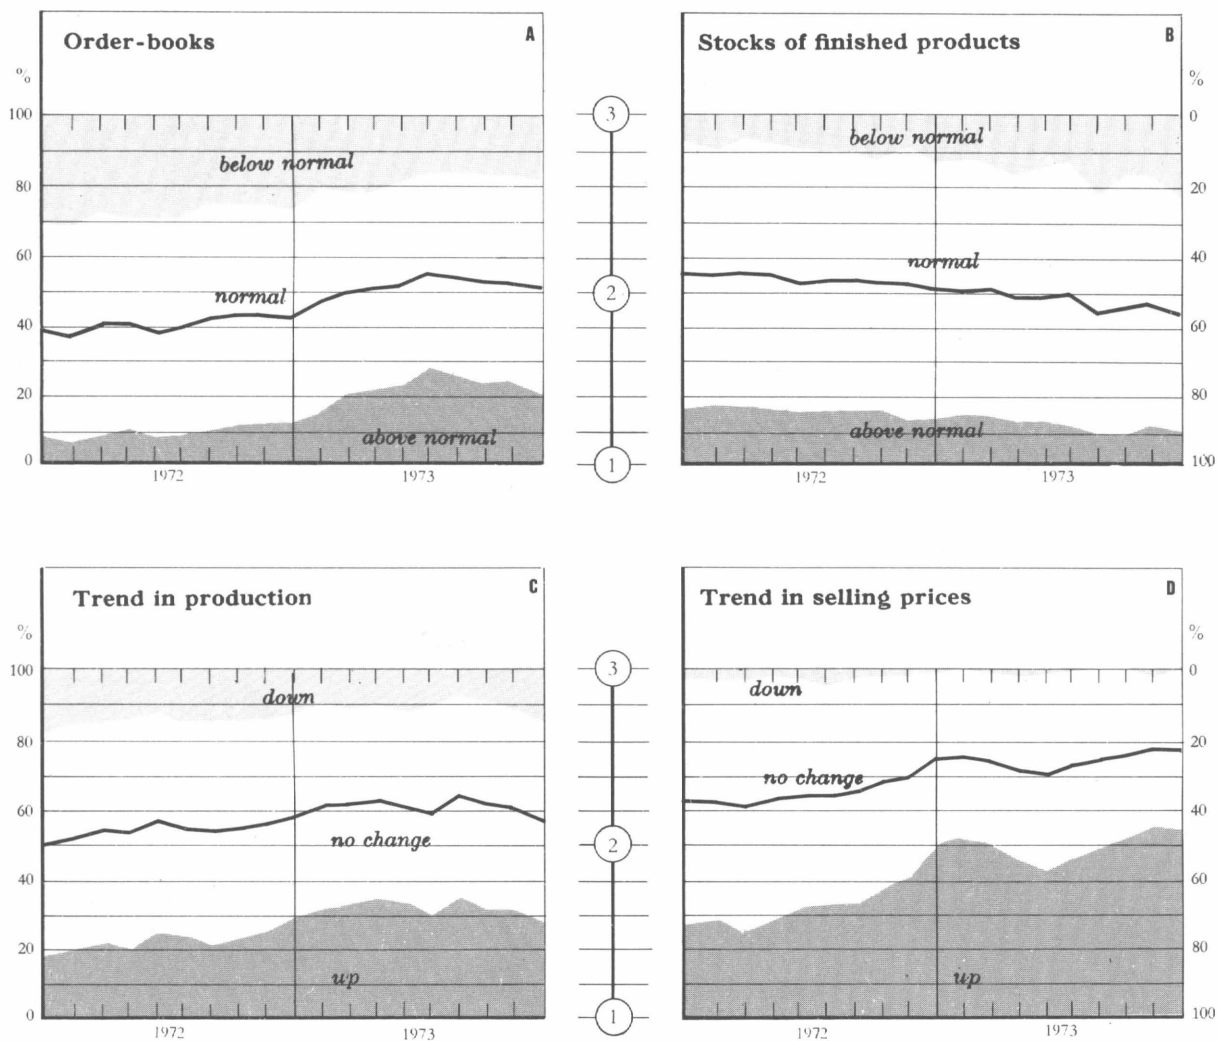 Order-books A
%
100
80
60
40
20
0
below normal
normal
above normal
1972 1973
3
2
1
Stocks of finished products B
%
0
20
40
60
80
100
below normal
normal
above normal
1972 1973
Trend in production C
%
100
80
60
40
20
0
down
no change
up
1972 1973
3
2
1
Trend in selling prices D
%
0
20
40
60
80
100
down
no change
up
1972 1973